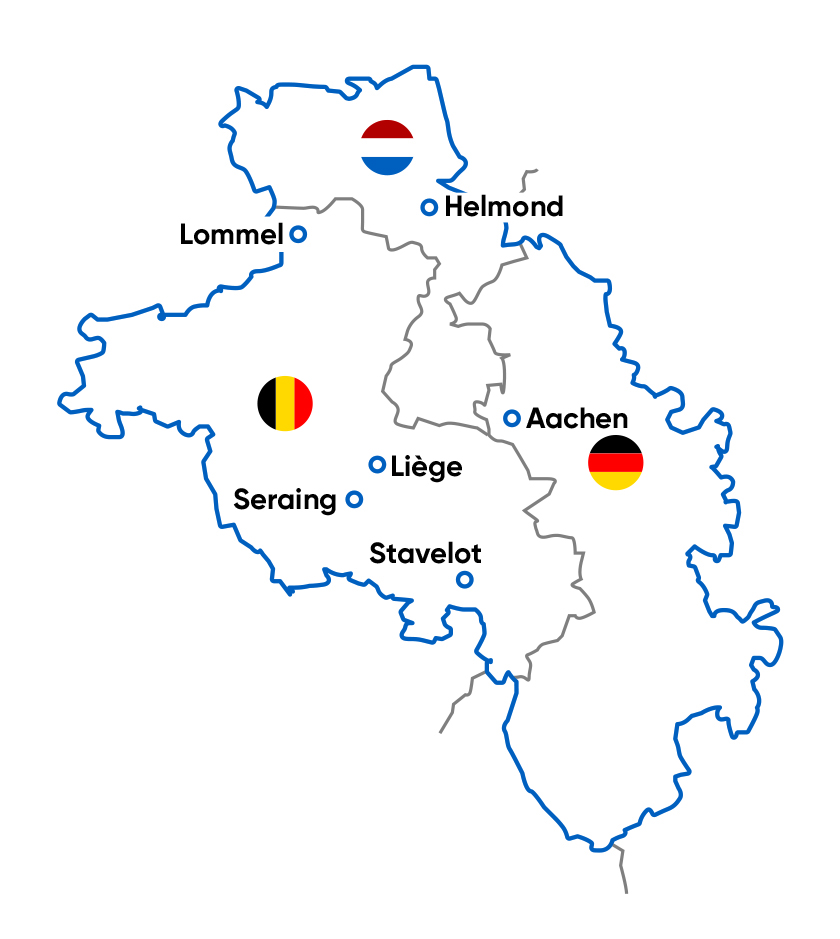 Helmond
Lommel
Aachen
Liège
Seraing
Stavelot